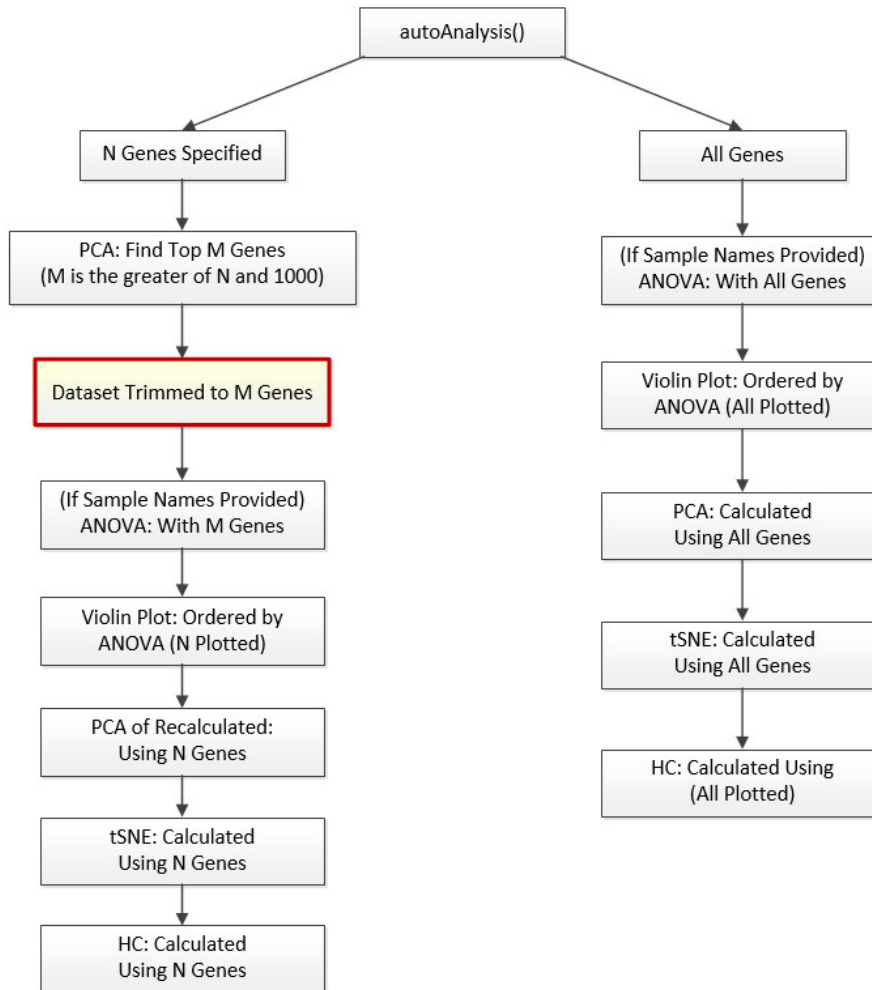 autoAnalysis()
N Genes Specified
PCA: Find Top M Genes
(M is the greater of N and 1000)
Dataset Trimmed to M Genes
(If Sample Names Provided)
ANOVA: With M Genes
Violin Plot: Ordered by
ANOVA (N Plotted)
PCA of Recalculated:
Using N Genes
tSNE: Calculated
Using N Genes
HC: Calculated
Using N Genes
All Genes
(If Sample Names Provided)
ANOVA: With All Genes
Violin Plot: Ordered by
ANOVA (All Plotted)
PCA: Calculated
Using All Genes
tSNE: Calculated
Using All Genes
HC: Calculated Using
(All Plotted)